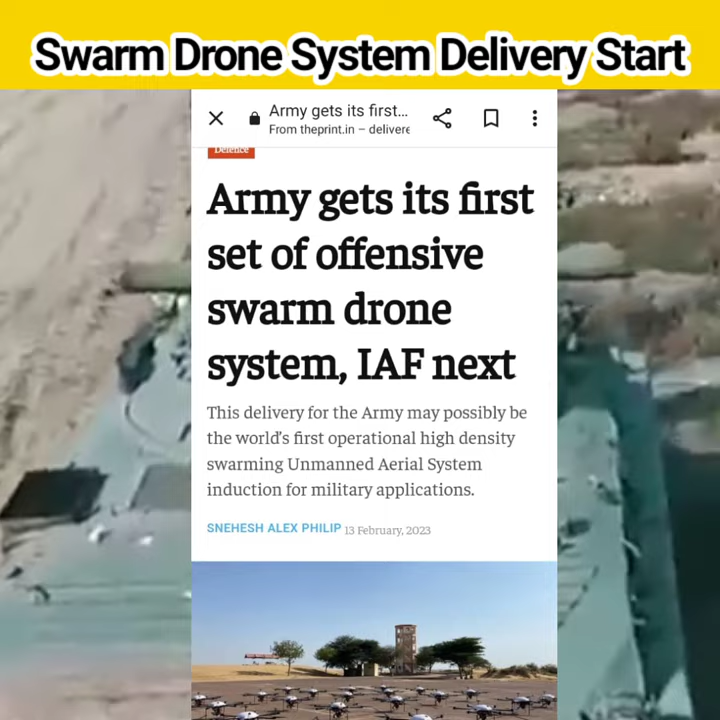 Swarm Drone System Delivery Start
Army gets its first...
From theprint.in – delivere
Defence
Army gets its first
set of offensive
swarm drone
system, IAF next
This delivery for the Army may possibly be
the world's first operational high density
swarming Unmanned Aerial System
induction for military applications.
SNEHESH ALEX PHILIP 13 February, 2023